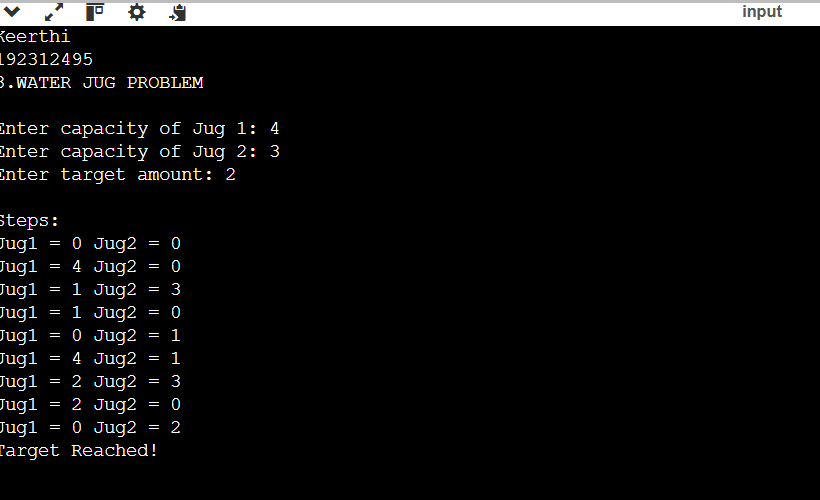 input
Keerthi
192312495
3.WATER JUG PROBLEM
Enter capacity of Jug 1: 4
Enter capacity of Jug 2: 3
Enter target amount: 2
Steps:
Jug1 = 0 Jug2 = 0
Jug1 = 4 Jug2 = 0
Jug1 = 1 Jug2 = 3
Jug1 = 1 Jug2 = 0
Jug1 = 0 Jug2 = 1
Jug1 = 4 Jug2 = 1
Jug1 = 2 Jug2 = 3
Jug1 = 2 Jug2 = 0
Jug1 = 0 Jug2 = 2
Target Reached!